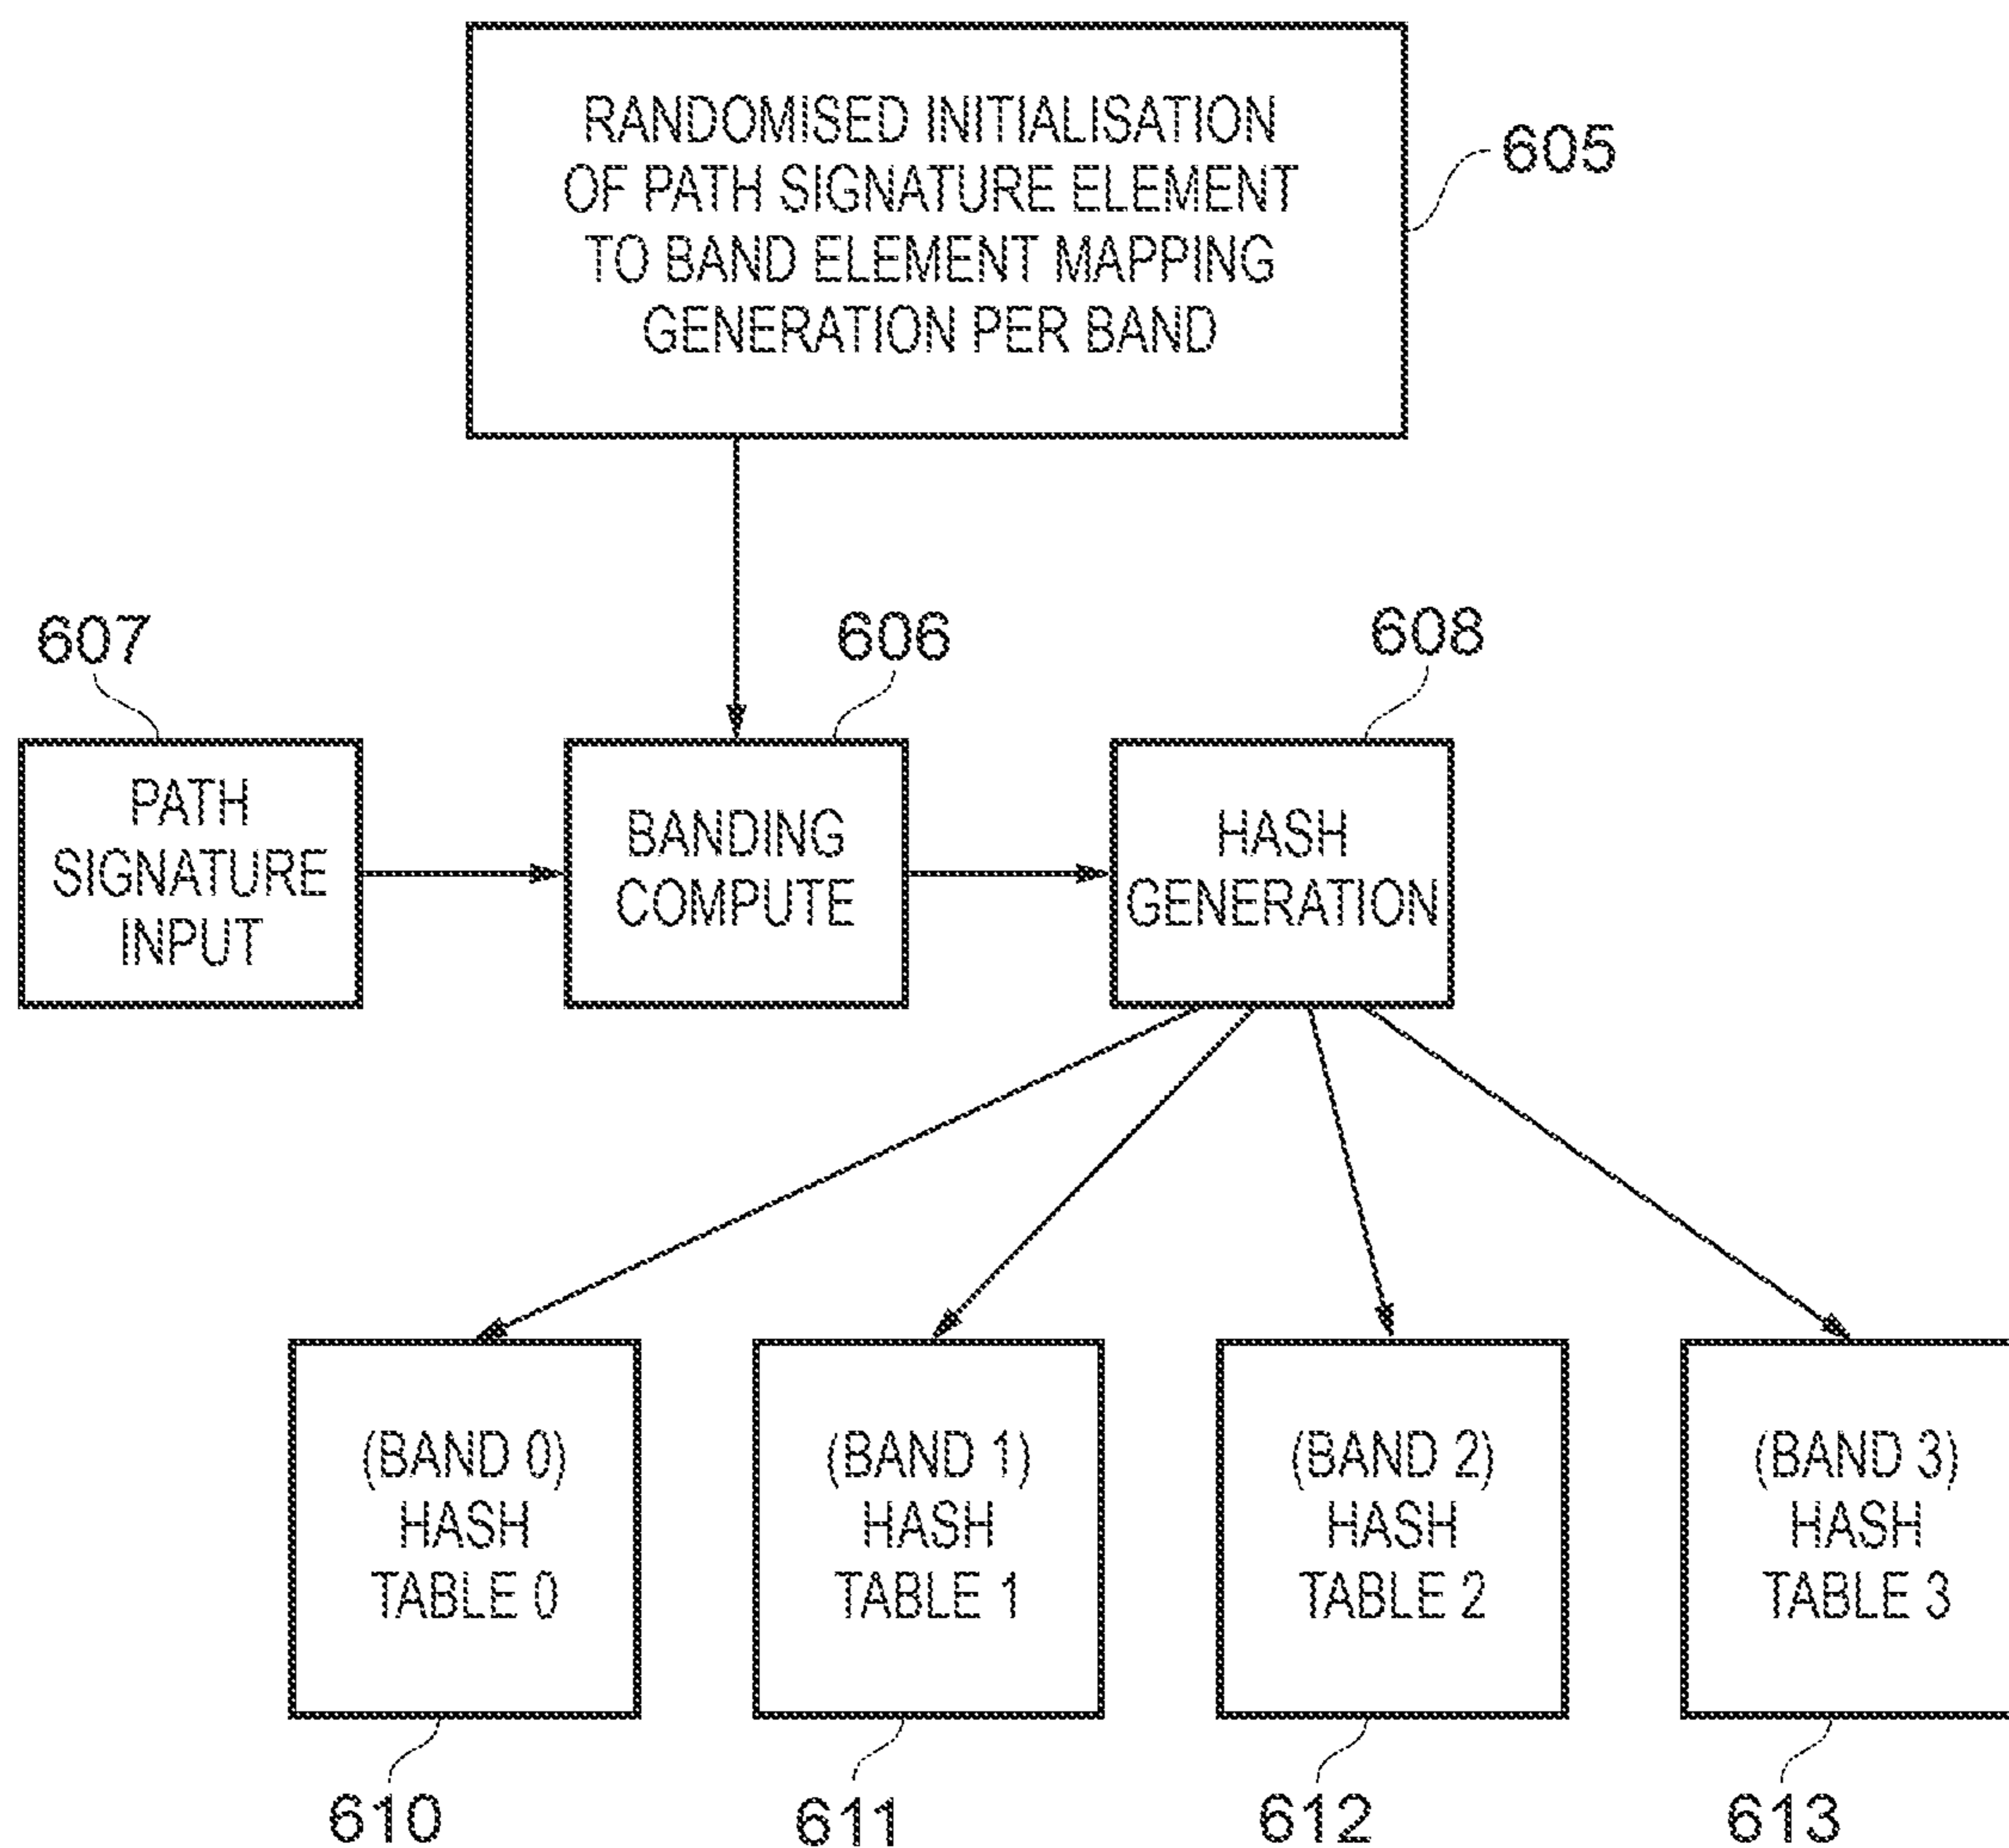 RANDOMISED INITIALISATION
OF PATH SIGNATURE ELEMENT
TO BAND ELEMENT MAPPING
GENERATION PER BAND
605
607
606
608
PATH
SIGNATURE
INPUT
BANDING
COMPUTE
HASH
GENERATION
(BAND 0)
HASH
TABLE 0
(BAND 1)
HASH
TABLE 1
(BAND 2)
HASH
TABLE 2
(BAND 3)
HASH
TABLE 3
610
611
612
613